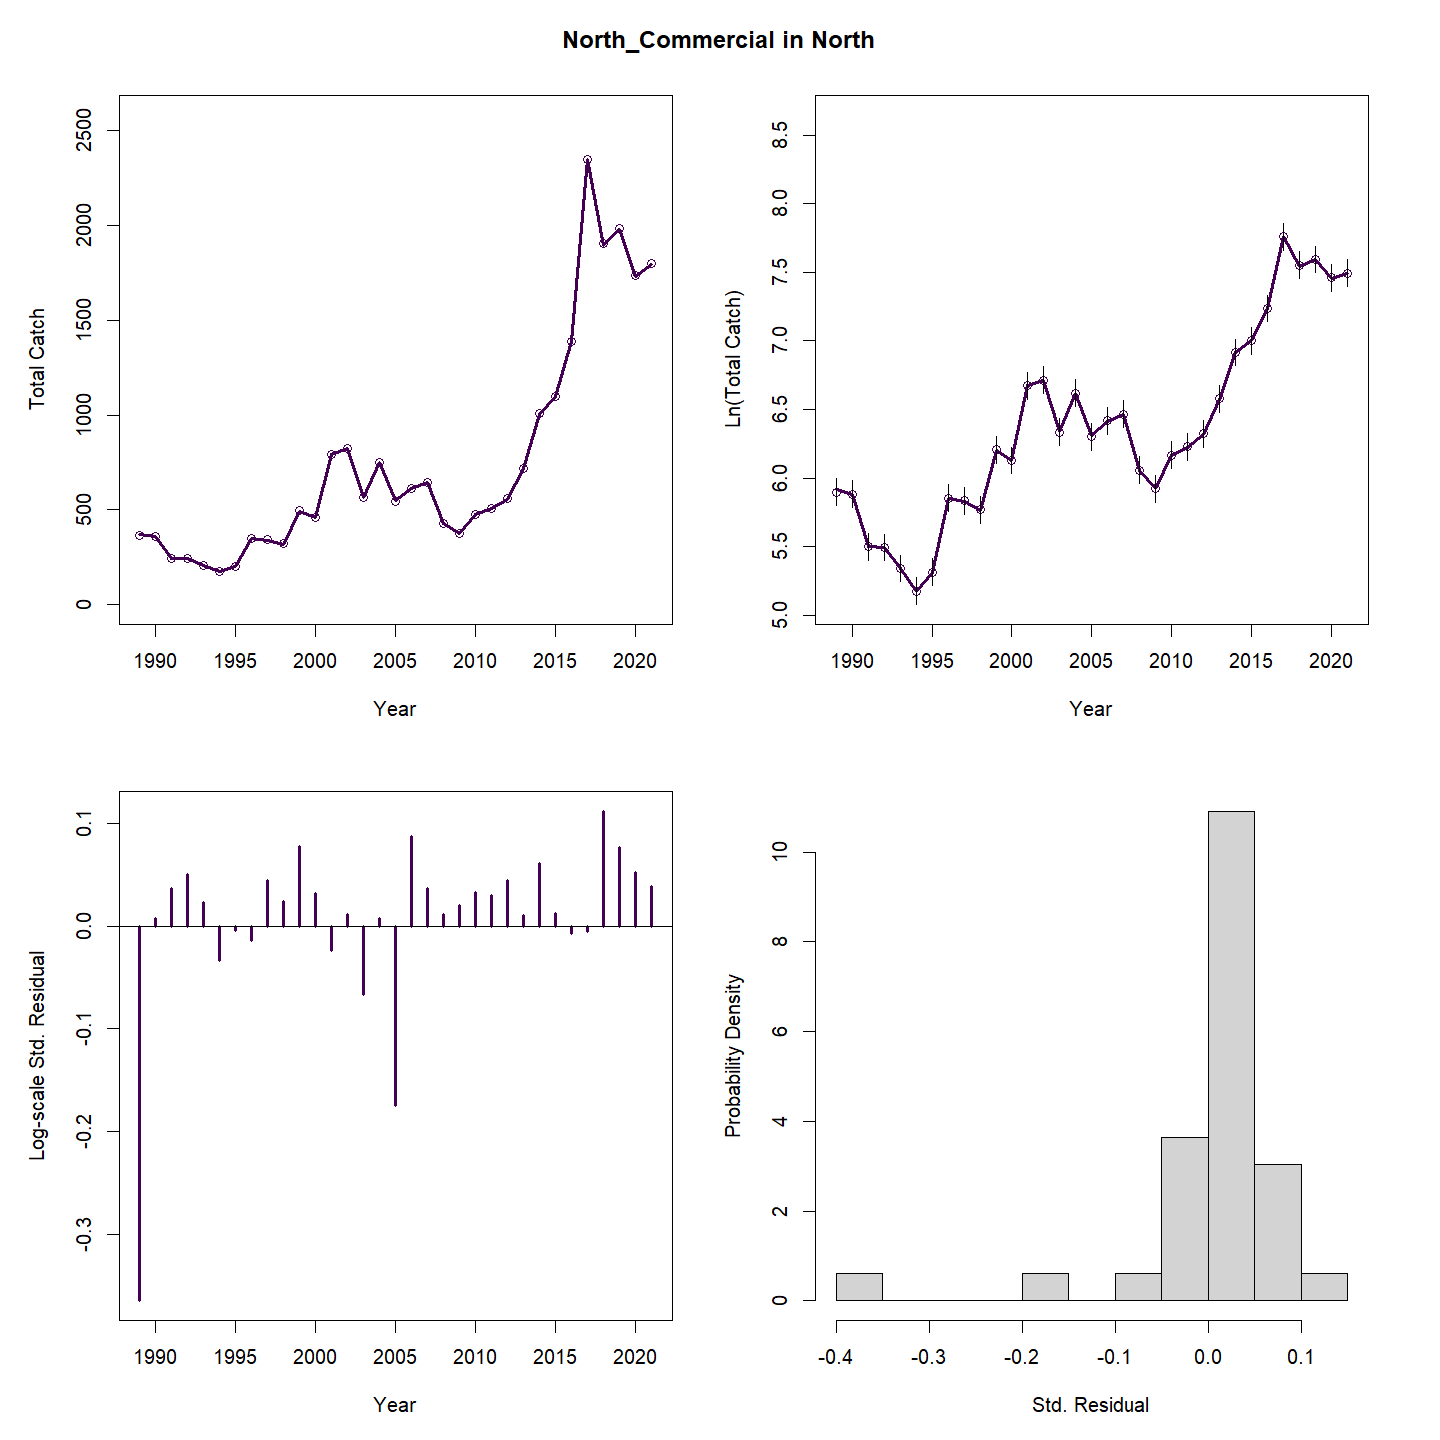 North_Commercial in North
Total Catch
2500
2000
1500
1000
500
0
1990 1995 2000 2005 2010 2015 2020
Year
Ln(Total Catch)
8.5
8.0
7.5
7.0
6.5
6.0
5.5
5.0
1990 1995 2000 2005 2010 2015 2020
Year
Log-scale Std. Residual
0.1
0.0
-0.1
-0.2
-0.3
1990 1995 2000 2005 2010 2015 2020
Year
Probability Density
10
8
6
4
2
0
-0.4 -0.3 -0.2 -0.1 0.0 0.1
Std. Residual